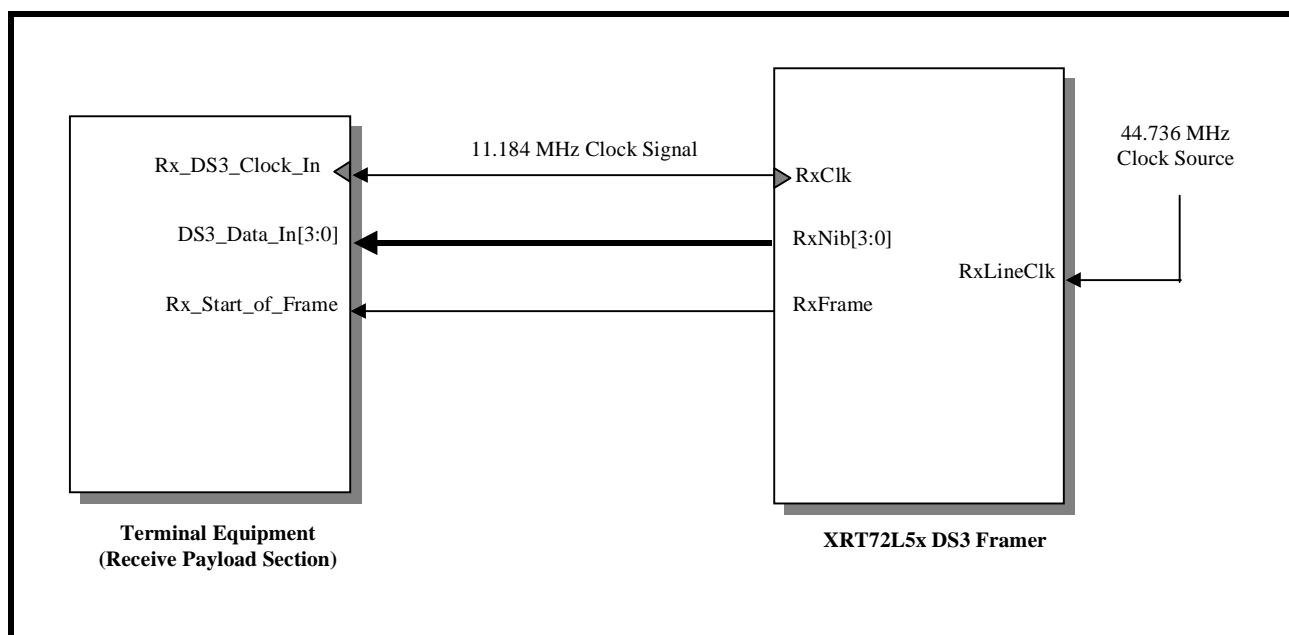 Rx_DS3_Clock_In
DS3_Data_In[3:0]
Rx_Start_of_Frame
Terminal Equipment
(Receive Payload Section)
11.184 MHz Clock Signal
RxClk
RxNib[3:0]
RxFrame
RxLineClk
XRT72L5x DS3 Framer
44.736 MHz
Clock Source